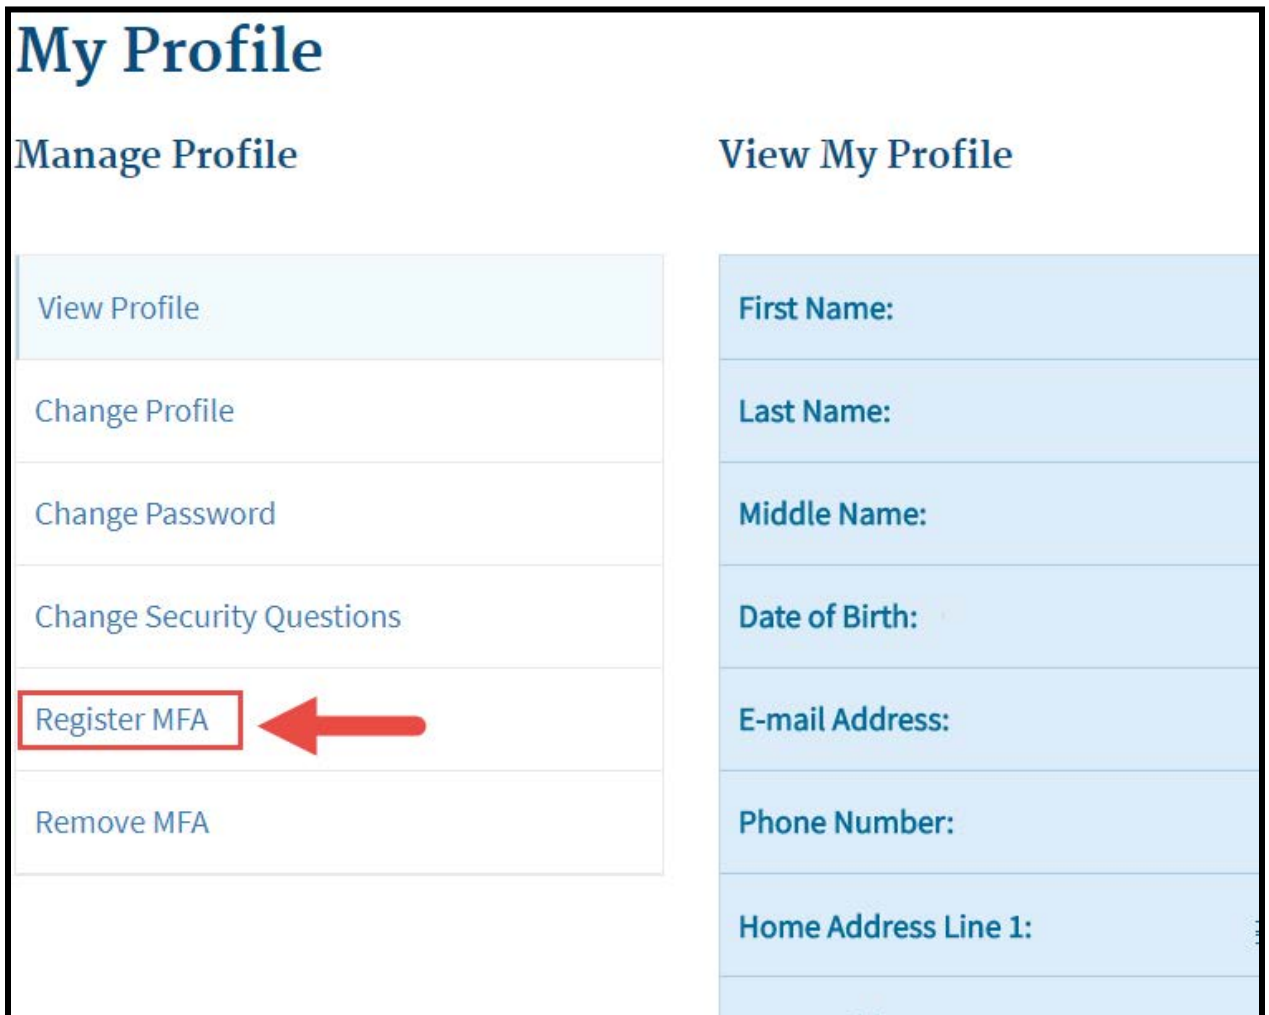 My Profile
Manage Profile
View Profile
Change Profile
Change Password
Change Security Questions
Register MFA
Remove MFA
View My Profile
First Name:
Last Name:
Middle Name:
Date of Birth:
E-mail Address:
Phone Number:
Home Address Line 1: